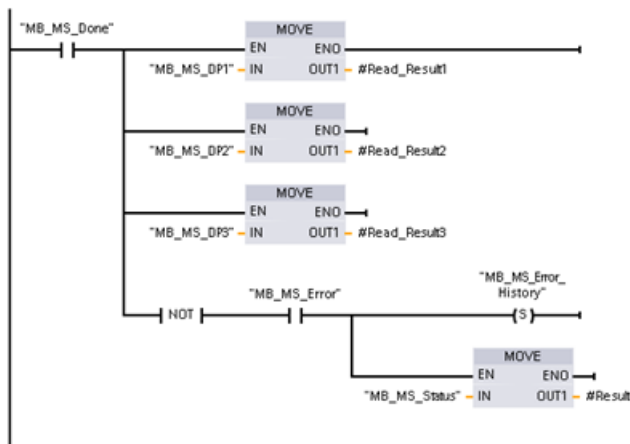 "MB_MS_Done"
MOVE
EN ENO
"MB_MS_DP1" IN OUT1 #Read_Result1
MOVE
EN ENO
"MB_MS_DP2" IN OUT1 #Read_Result2
MOVE
EN ENO
"MB_MS_DP3" IN OUT1 #Read_Result3
NOT
"MB_MS_Error"
"MB_MS_Error_
History"
S
MOVE
EN ENO
"MB_MS_Status" IN OUT1 #Result